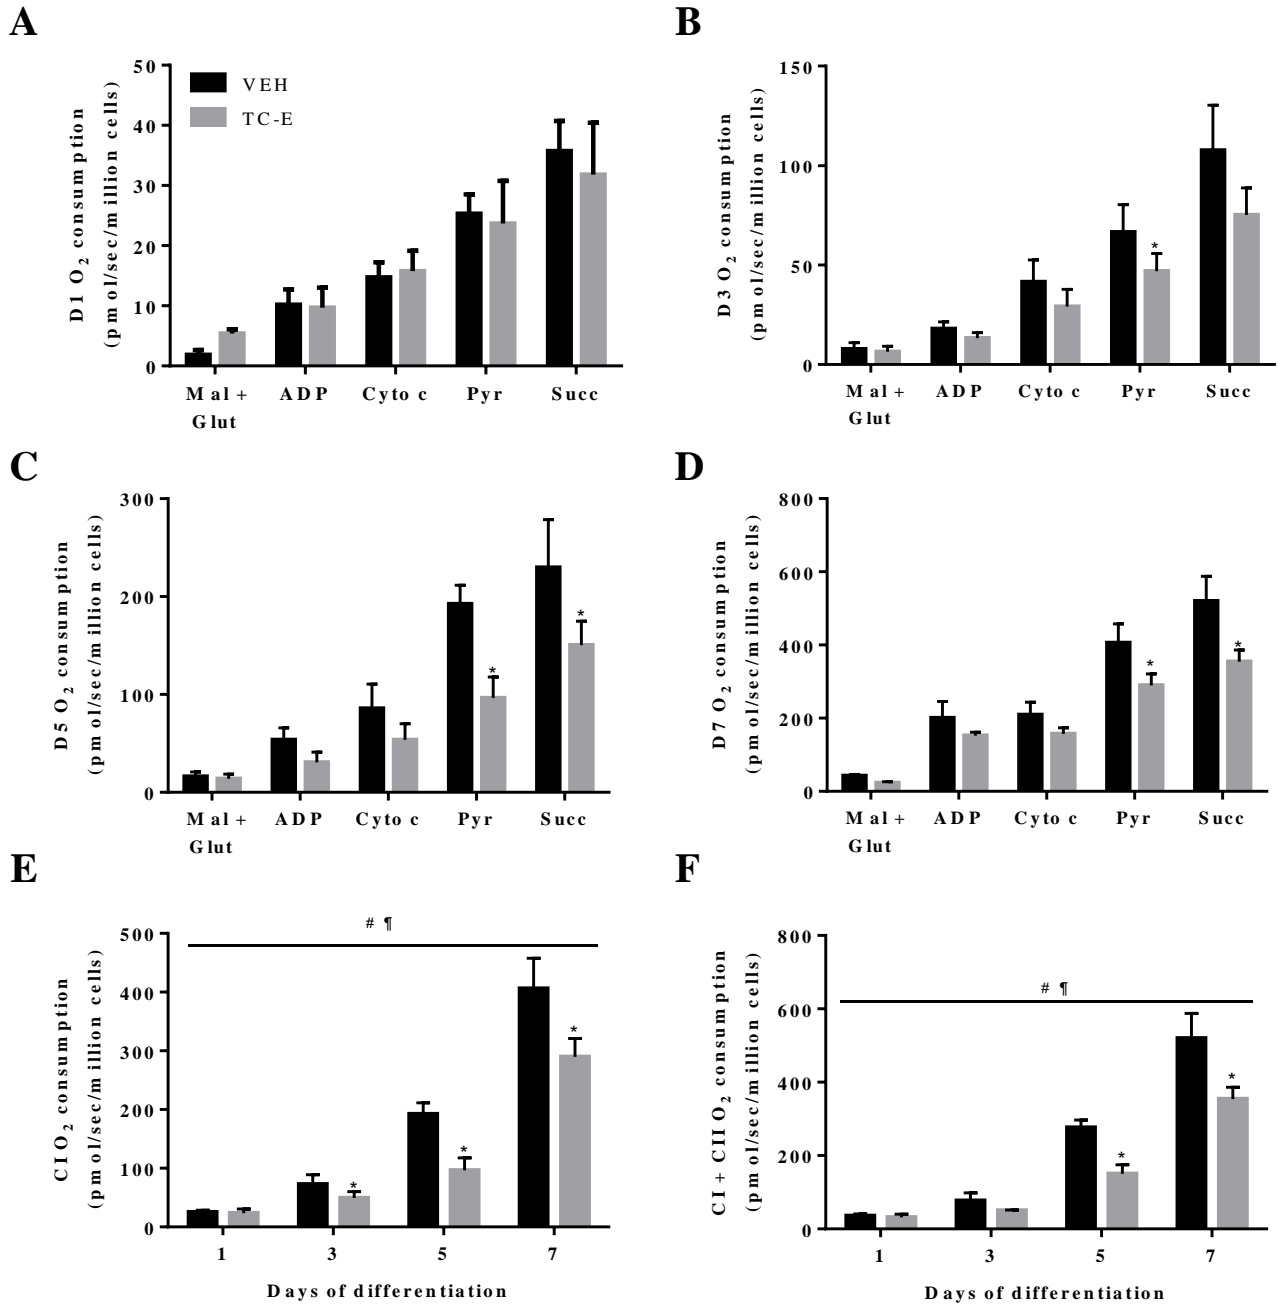 A
D1 O2 consumption
(pmol/sec/million cells)
50
40
30
20
10
0
VEH
TC-E
Mal + ADP Cyto c Pyr Succ
Glut
B
D3 O2 consumption
(pmol/sec/million cells)
150
100
50
0
*
Mal + ADP Cyto c Pyr Succ
Glut
C
D5 O2 consumption
(pmol/sec/million cells)
300
200
100
0
*
*
Mal + ADP Cyto c Pyr Succ
Glut
D
D7 O2 consumption
(pmol/sec/million cells)
800
600
400
200
0
*
*
Mal + ADP Cyto c Pyr Succ
Glut
E
CI O2 consumption
(pmol/sec/million cells)
500
400
300
200
100
0
# ¶
*
*
*
1 3 5 7
Days of differentiation
F
CI + CII O2 consumption
(pmol/sec/million cells)
800
600
400
200
0
# ¶
*
*
1 3 5 7
Days of differentiation